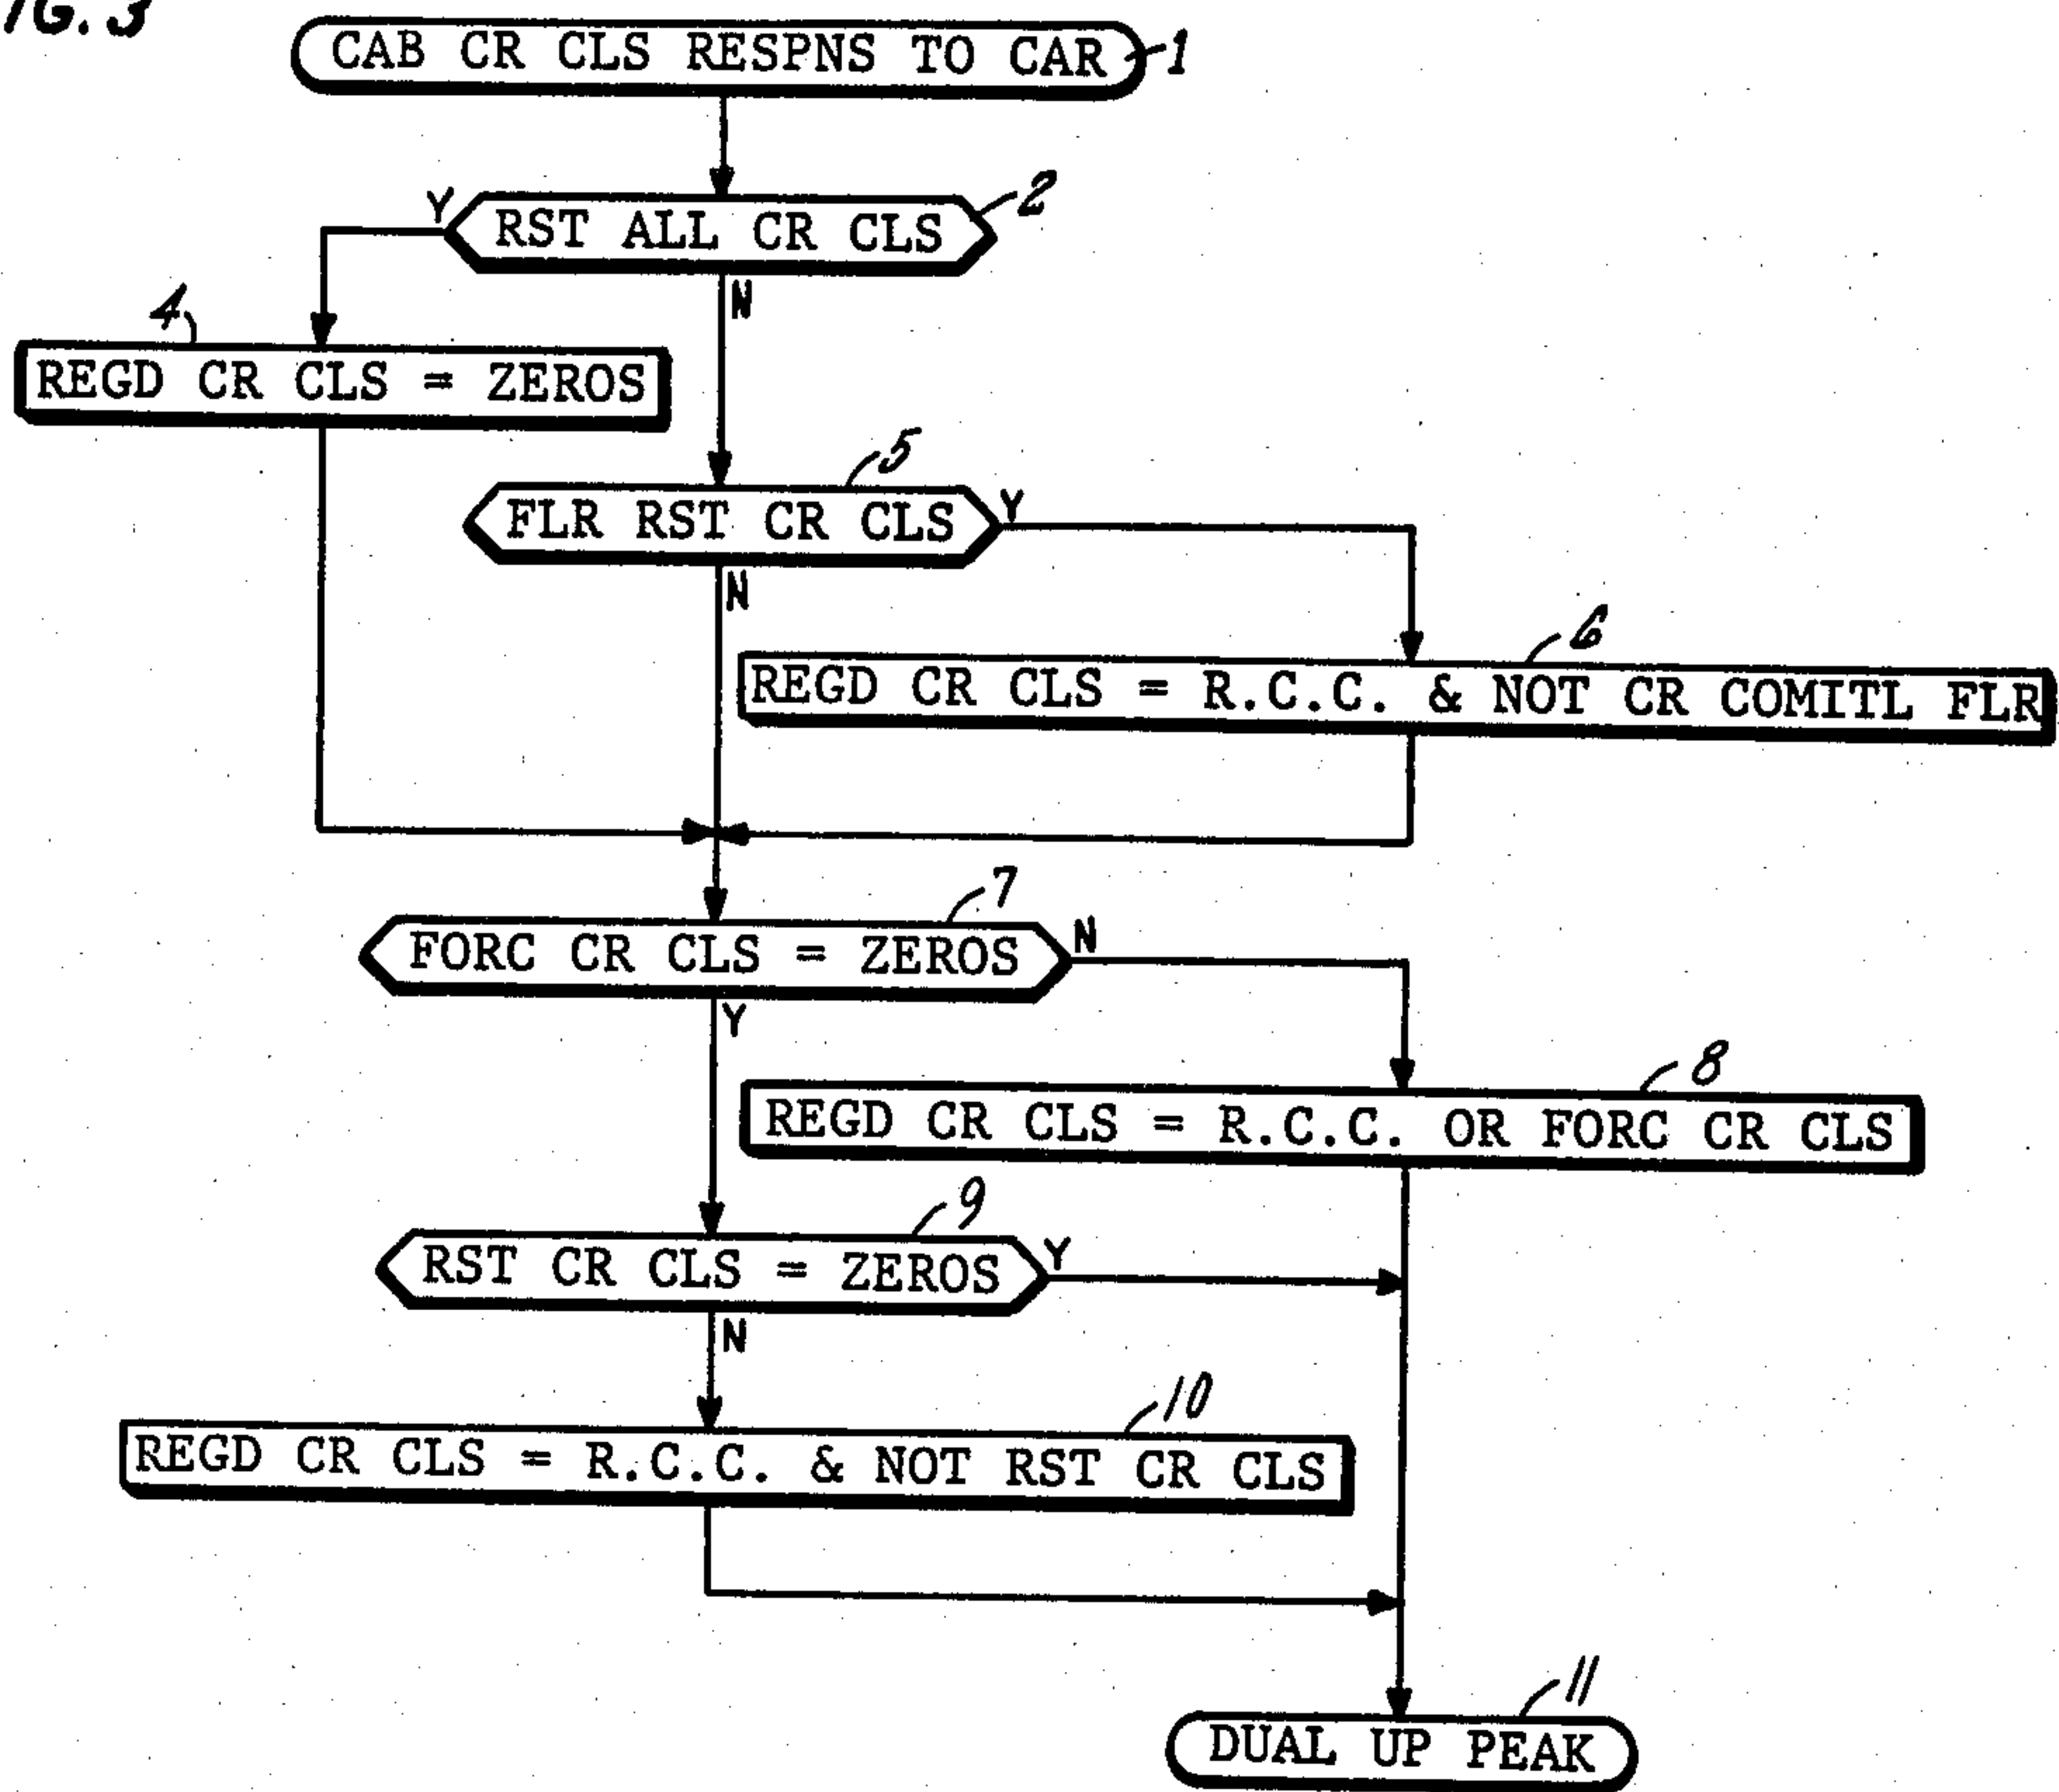 IG. 3
CAB CR CLS RESPNS TO CAR 1
RST ALL CR CLS 2
Y
N
4
REGD CR CLS = ZEROS
5
FLR RST CR CLS Y
N
6
REGD CR CLS = R.C.C. & NOT CR COMITL FLR
7
FORC CR CLS = ZEROS N
Y
8
REGD CR CLS = R.C.C. OR FORC CR CLS
9
RST CR CLS = ZEROS Y
N
10
REGD CR CLS = R.C.C. & NOT RST CR CLS
11
DUAL UP PEAK